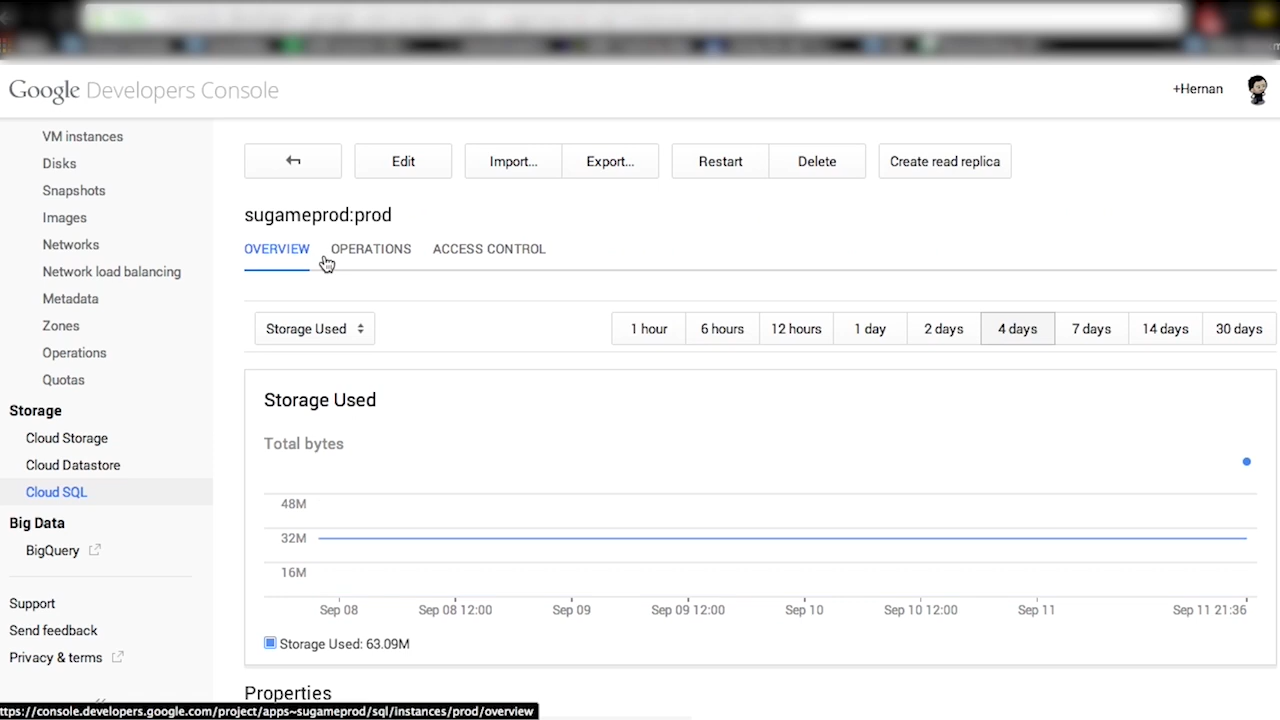 Google Developers Console
+Hernan
VM instances
Disks
Snapshots
Images
Networks
Network load balancing
Metadata
Zones
Operations
Quotas
Storage
Cloud Storage
Cloud Datastore
Cloud SQL
Big Data
BigQuery
Support
Send feedback
Privacy & terms
Edit
Import...
Export...
Restart
Delete
Create read replica
sugameprod:prod
OVERVIEW OPERATIONS ACCESS CONTROL
Storage Used
1 hour 6 hours 12 hours 1 day 2 days 4 days 7 days 14 days 30 days
Storage Used
Total bytes
48M
32M
16M
Sep 08 Sep 08 12:00 Sep 09 Sep 09 12:00 Sep 10 Sep 10 12:00 Sep 11 Sep 11 21:36
Storage Used: 63.09M
Properties
ttps://console.developers.google.com/project/apps~sugameprod/sql/instances/prod/overview